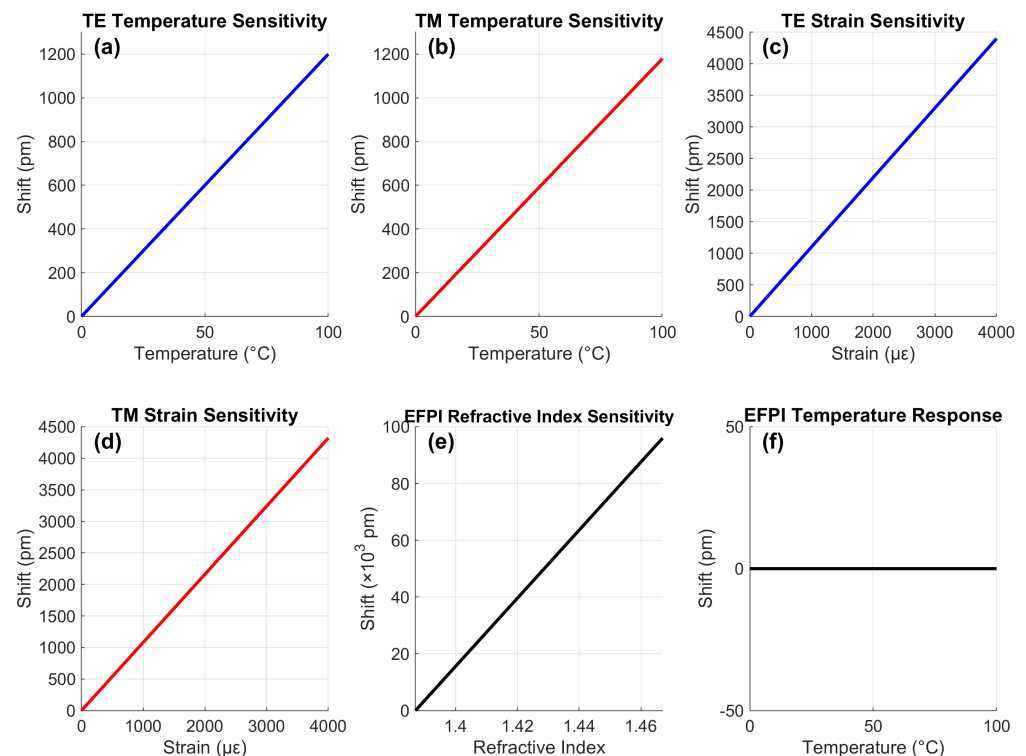 TE Temperature Sensitivity
(a)
1200
1000
800
600
400
200
0
0 50 100
Shift (pm)
Temperature (°C)
TM Temperature Sensitivity
(b)
1200
1000
800
600
400
200
0
0 50 100
Shift (pm)
Temperature (°C)
TE Strain Sensitivity
(c)
4500
4000
3500
3000
2500
2000
1500
1000
500
0
0 1000 2000 3000 4000
Shift (pm)
Strain (με)
TM Strain Sensitivity
(d)
4500
4000
3500
3000
2500
2000
1500
1000
500
0
0 1000 2000 3000 4000
Shift (pm)
Strain (με)
EFPI Refractive Index Sensitivity
(e)
100
80
60
40
20
0
1.4 1.42 1.44 1.46
Shift (×10³ pm)
Refractive Index
EFPI Temperature Response
(f)
50
0
-50
0 50 100
Shift (pm)
Temperature (°C)